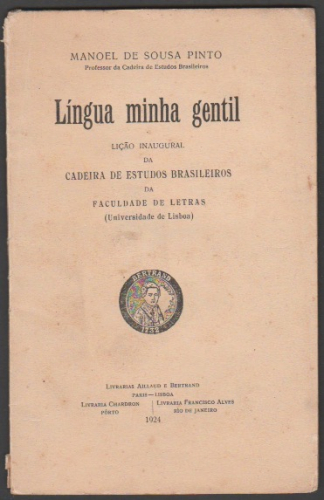 MANOEL DE SOUSA PINTO
Professor da Cadeira de Estudos Brasileiros
Língua minha gentil
LIÇÃO INAUGURAL
DA
CADEIRA DE ESTUDOS BRASILEIROS
DA
FACULDADE DE LETRAS
(Universidade de Lisboa)
BERTRAND
LIVRARIAS AILLAUD E BERTRAND
PARIS—LISBOA
LIVRARIA CHARDRON
PÔRTO
LIVRARIA FRANCISCO ALVES
RIO DE JANEIRO
1924